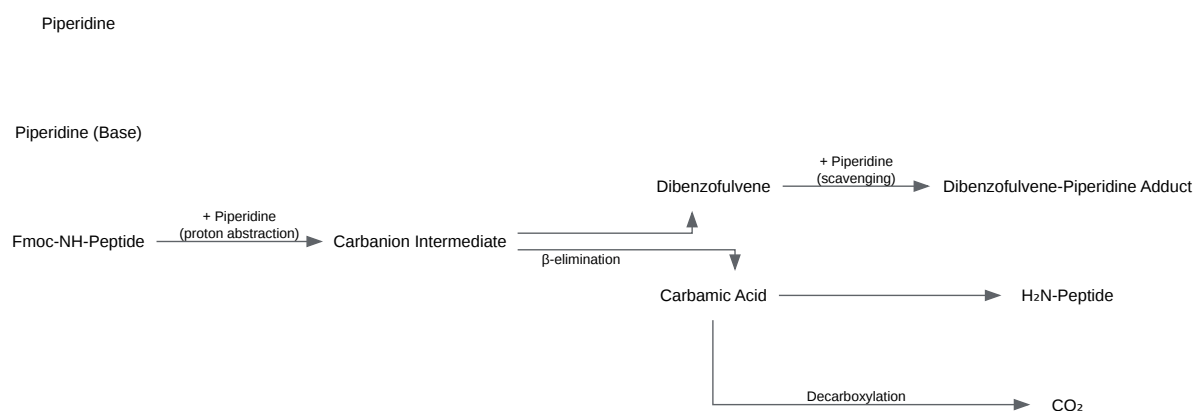 Piperidine
Piperidine (Base)
+ Piperidine
(scavenging)
Dibenzofulvene
Dibenzofulvene-Piperidine Adduct
+ Piperidine
(proton abstraction)
Fmoc-NH-Peptide
Carbanion Intermediate
β-elimination
Carbamic Acid
H₂N-Peptide
Decarboxylation
CO₂